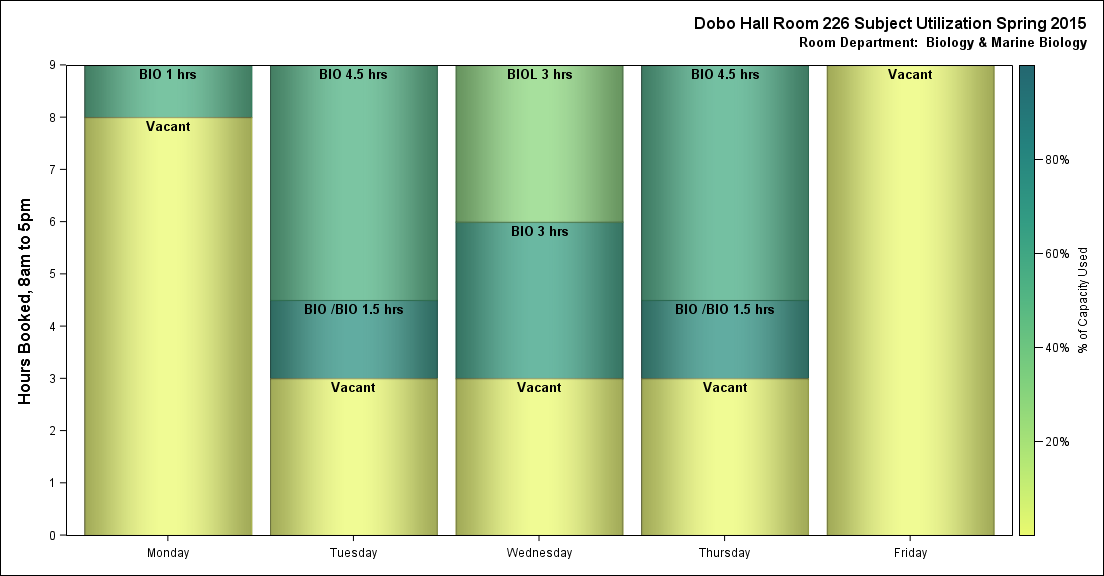 Dobo Hall Room 226 Subject Utilization Spring 2015
Room Department:  Biology & Marine Biology
Hours Booked, 8am to 5pm
9
8
7
6
5
4
3
2
1
0
BIO 1 hrs
Vacant
BIO 4.5 hrs
BIO /BIO 1.5 hrs
Vacant
BIOL 3 hrs
BIO 3 hrs
Vacant
BIO 4.5 hrs
BIO /BIO 1.5 hrs
Vacant
Vacant
Monday
Tuesday
Wednesday
Thursday
Friday
80%
60%
40%
20%
% of Capacity Used